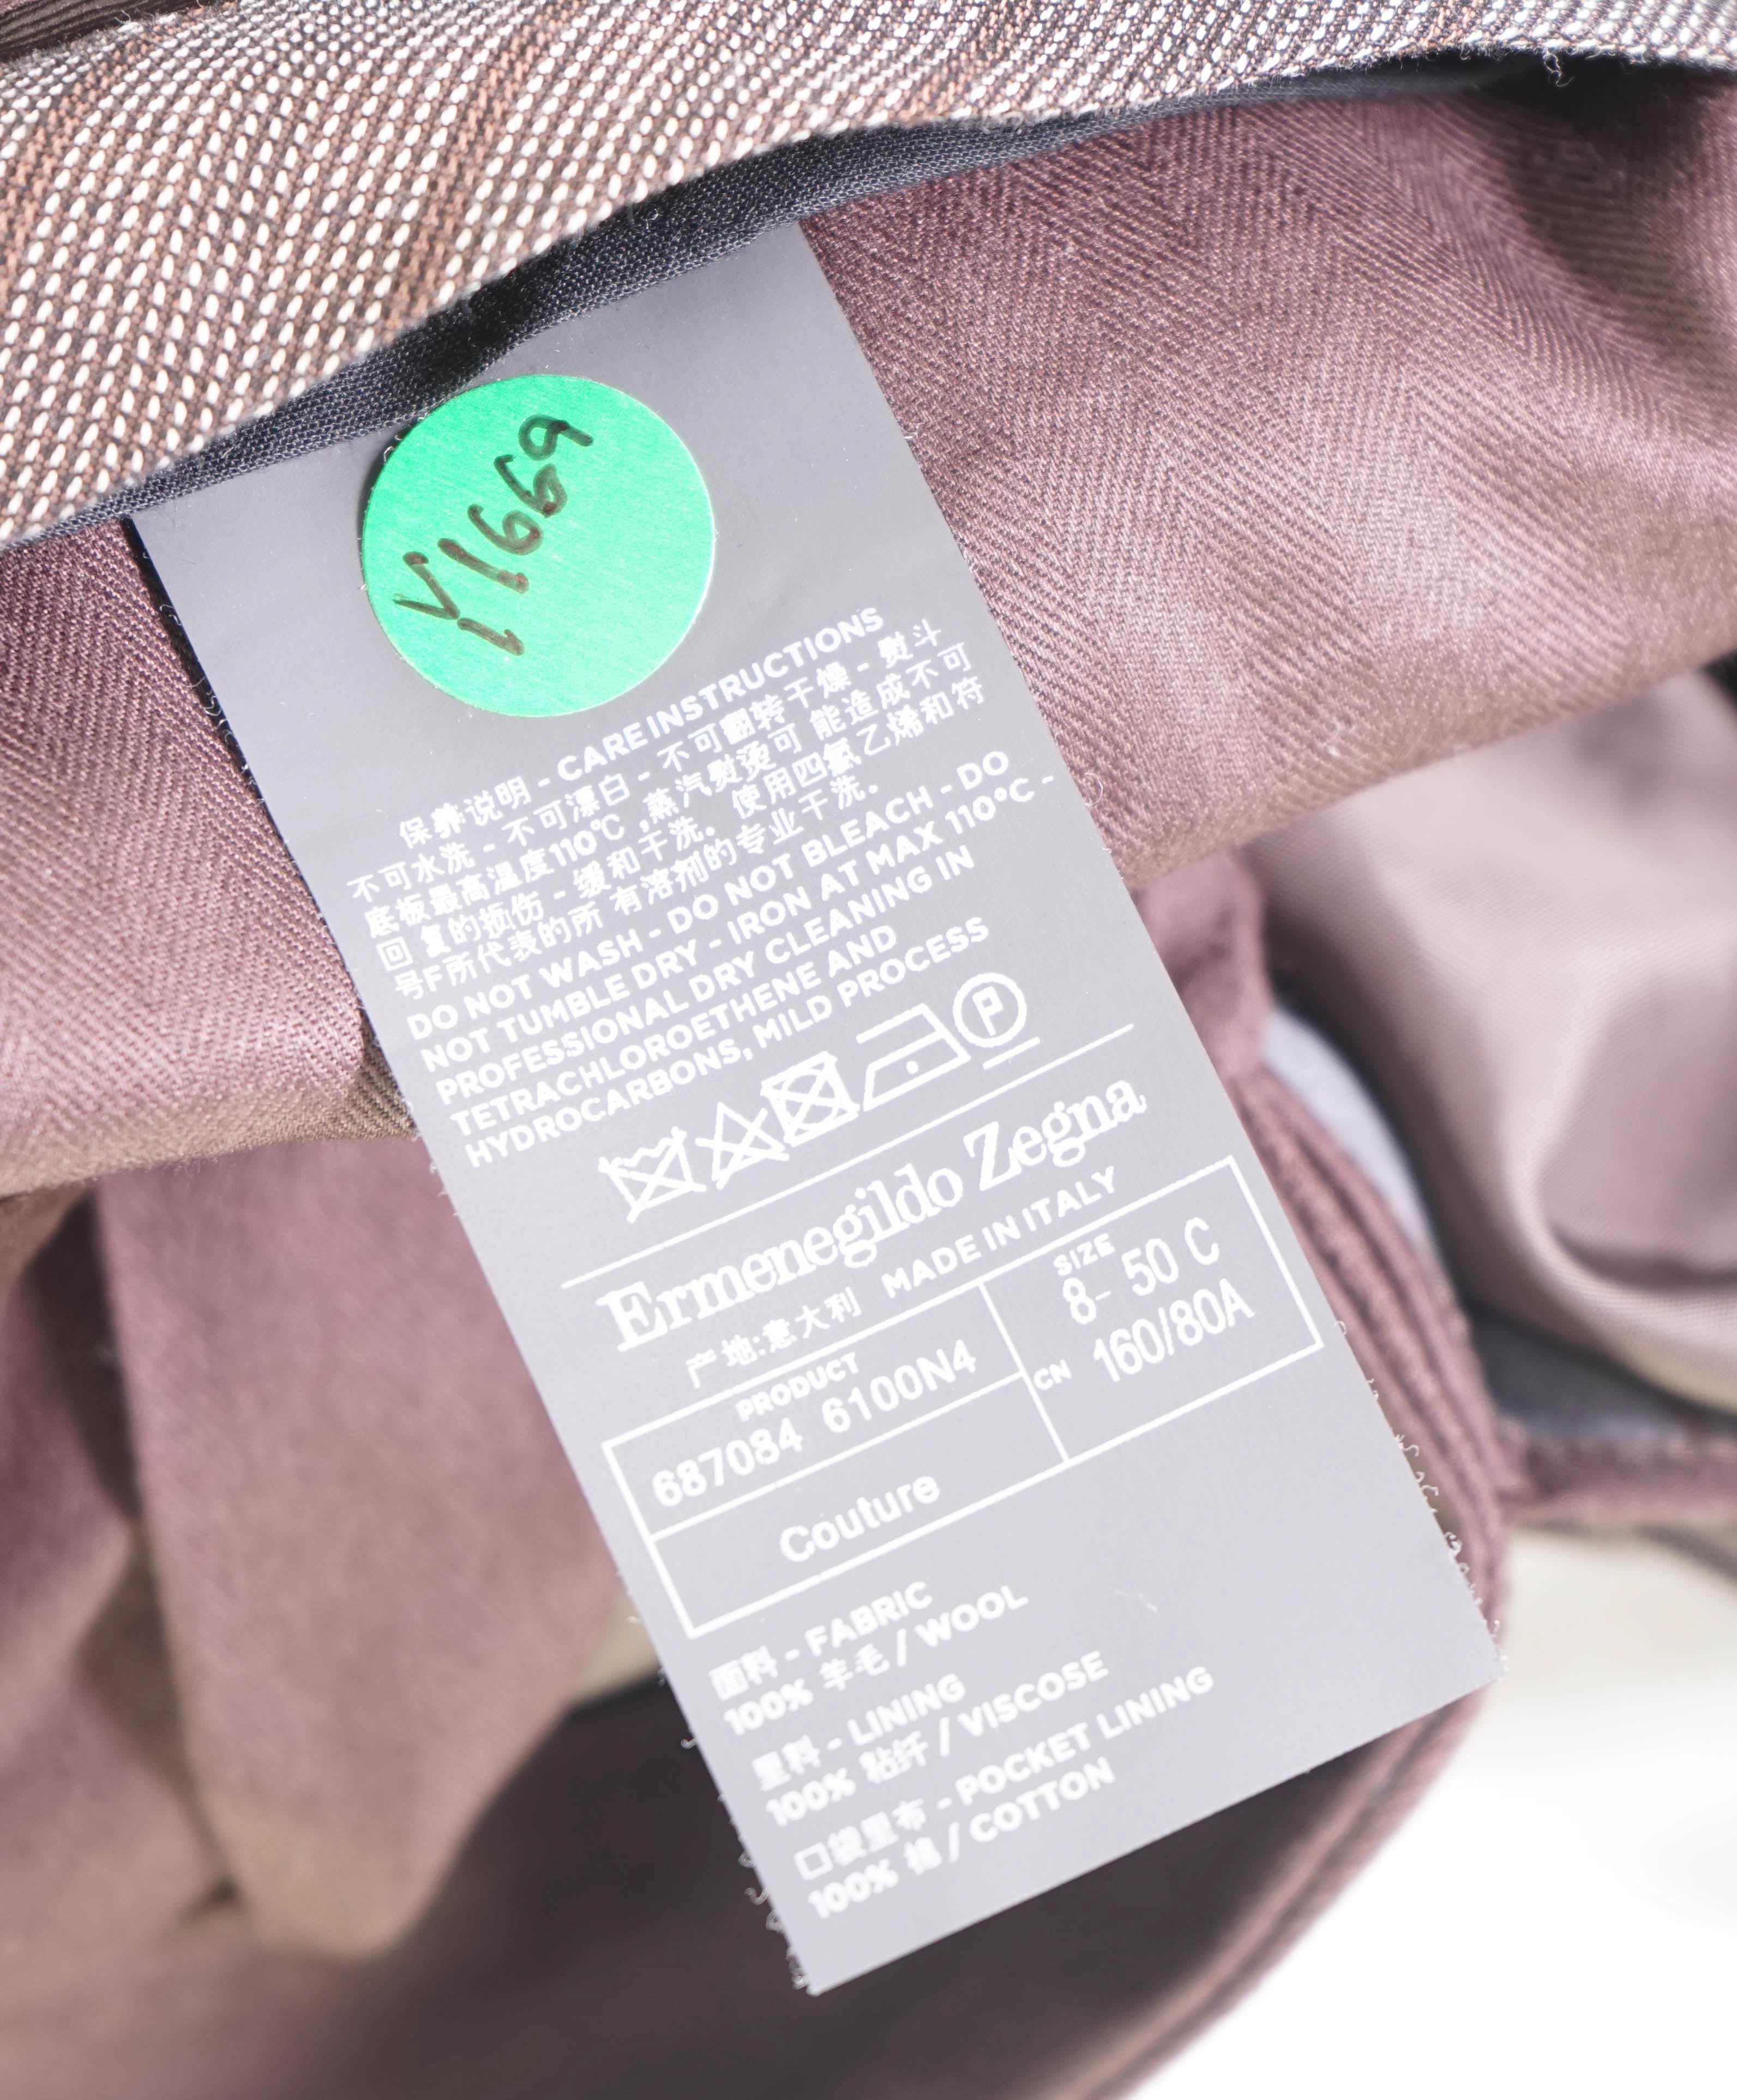 Y1669
保养说明 - CARE INSTRUCTIONS
不可水洗 - 不可漂白 - 不可翻转干燥 - 熨斗
底板最高温度110°C ,蒸汽熨烫可 能造成不可
回 复的损伤 - 缓和干洗。使用四氯乙烯和符
号F所代表的所 有溶剂的专业干洗.
DO NOT WASH - DO NOT BLEACH - DO
NOT TUMBLE DRY - IRON AT MAX 110°C -
PROFESSIONAL DRY CLEANING IN
TETRACHLOROETHENE AND
HYDROCARBONS, MILD PROCESS
P
Ermenegildo Zegna
产地:意大利 MADE IN ITALY
PRODUCT
687084 6100N4
Couture
SIZE
8- 50 C
CN 160/80A
面料 - FABRIC
100% 羊毛 / WOOL
里料 - LINING
100% 粘纤 / VISCOSE
口袋里布 - POCKET LINING
100% 棉 / COTTON